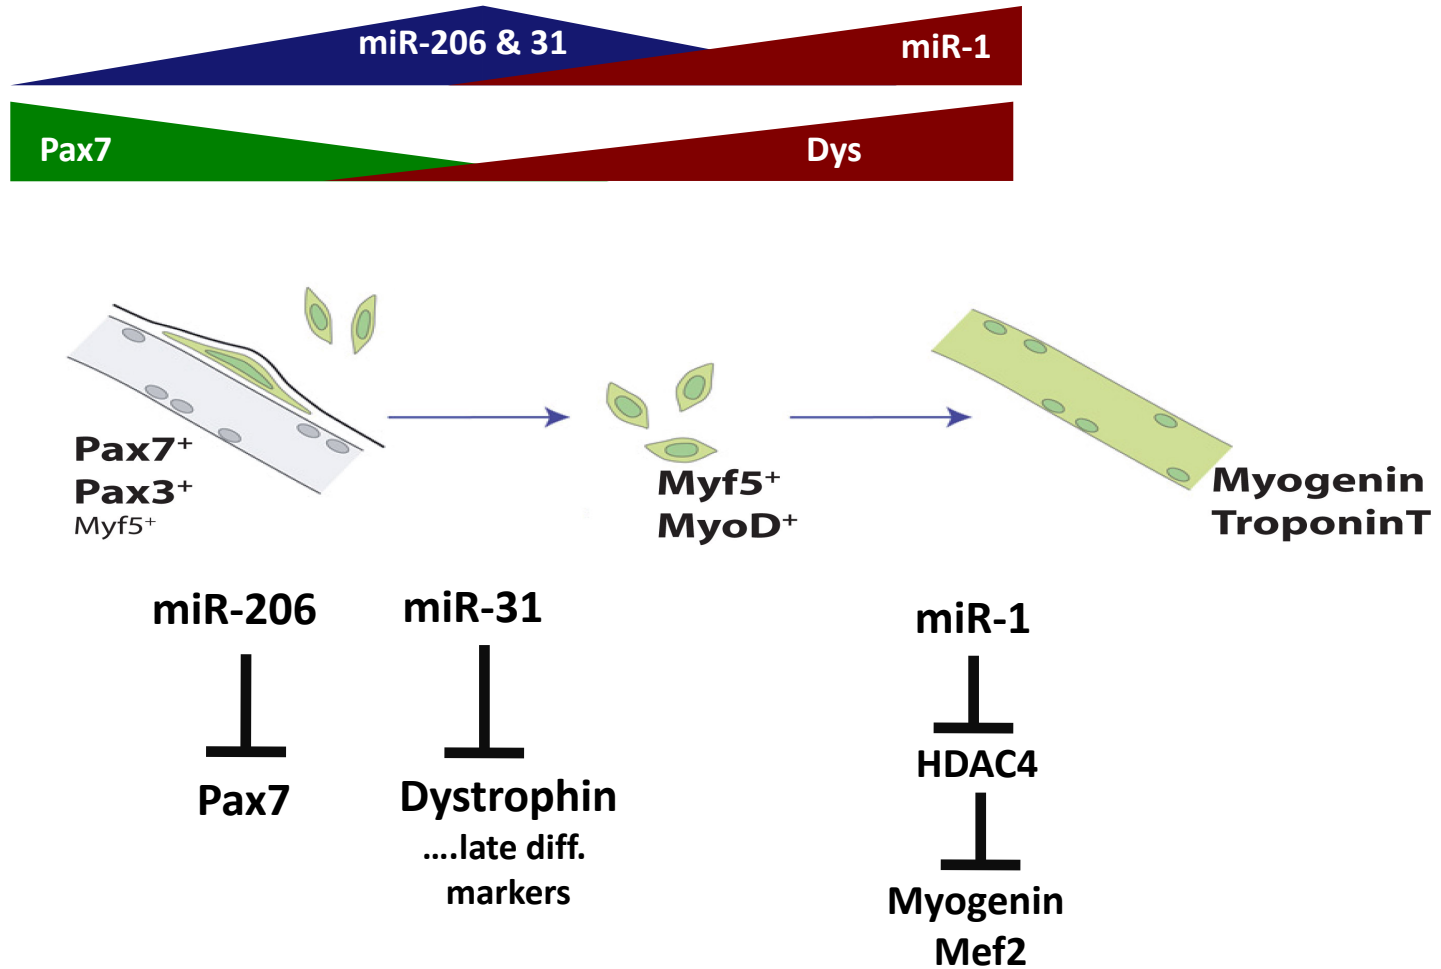 miR-206 & 31
miR-1
Pax7
Dys
Pax7⁺
Pax3⁺
Myf5⁺
Myf5⁺
MyoD⁺
Myogenin
TroponinT
miR-206
miR-31
miR-1
Pax7
Dystrophin
....late diff.
markers
HDAC4
Myogenin
Mef2